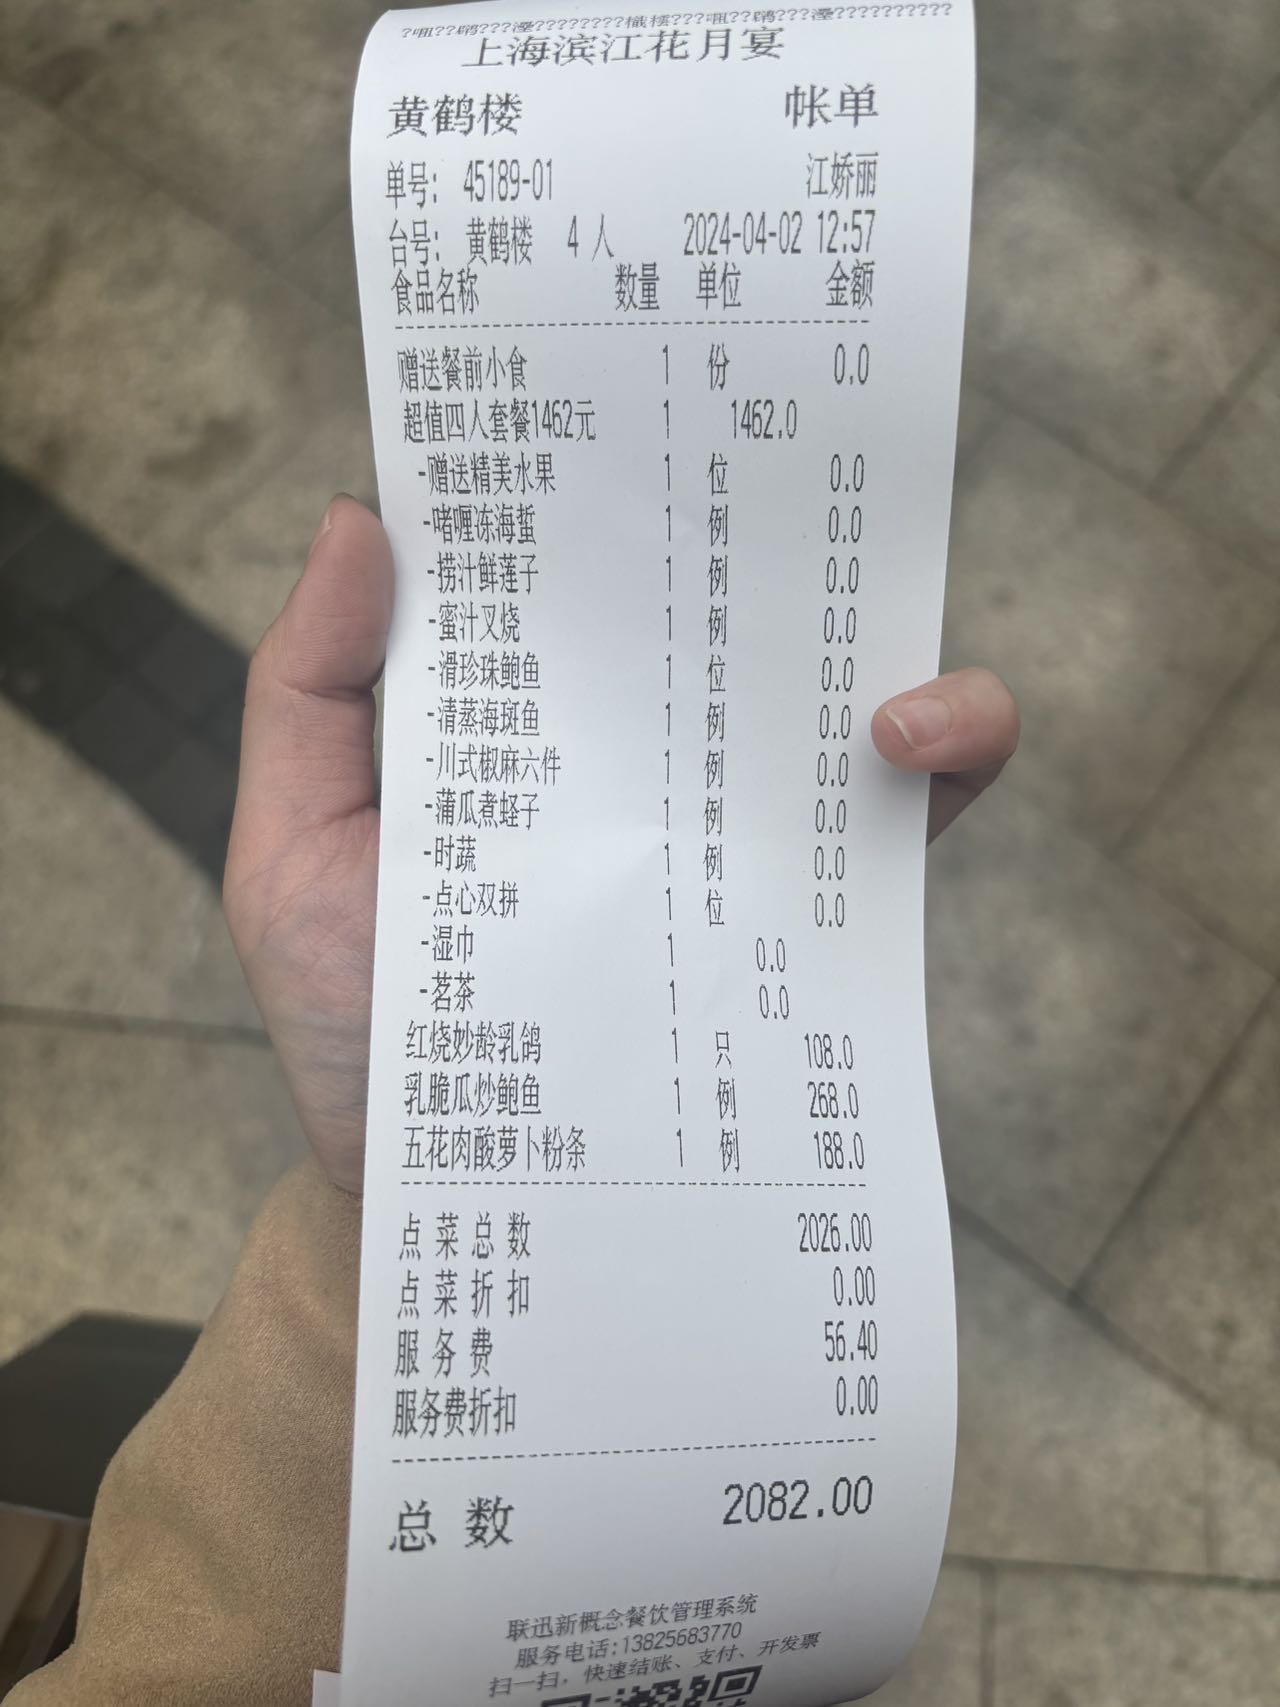 上海滨江花月宴
黄鹤楼 帐单
单号: 45189-01 江娇丽
台号: 黄鹤楼 4 人 2024-04-02 12:57
食品名称 数量 单位 金额
赠送餐前小食 1 份 0.0
超值四人套餐1462元 1 1462.0
-赠送精美水果 1 位 0.0
-啫喱冻海蜇 1 例 0.0
-捞汁鲜莲子 1 例 0.0
-蜜汁叉烧 1 例 0.0
-滑珍珠鲍鱼 1 位 0.0
-清蒸海斑鱼 1 例 0.0
-川式椒麻六件 1 例 0.0
-蒲瓜煮蛏子 1 例 0.0
-时蔬 1 例 0.0
-点心双拼 1 位 0.0
-湿巾 1 0.0
-茗茶 1 0.0
红烧妙龄乳鸽 1 只 108.0
乳脆瓜炒鲍鱼 1 例 268.0
五花肉酸萝卜粉条 1 例 188.0
点菜总数 2026.00
点菜折扣 0.00
服务费 56.40
服务费折扣 0.00
总数 2082.00
联迅新概念餐饮管理系统
服务电话:13825683770
扫一扫，快速结账、支付、开发票